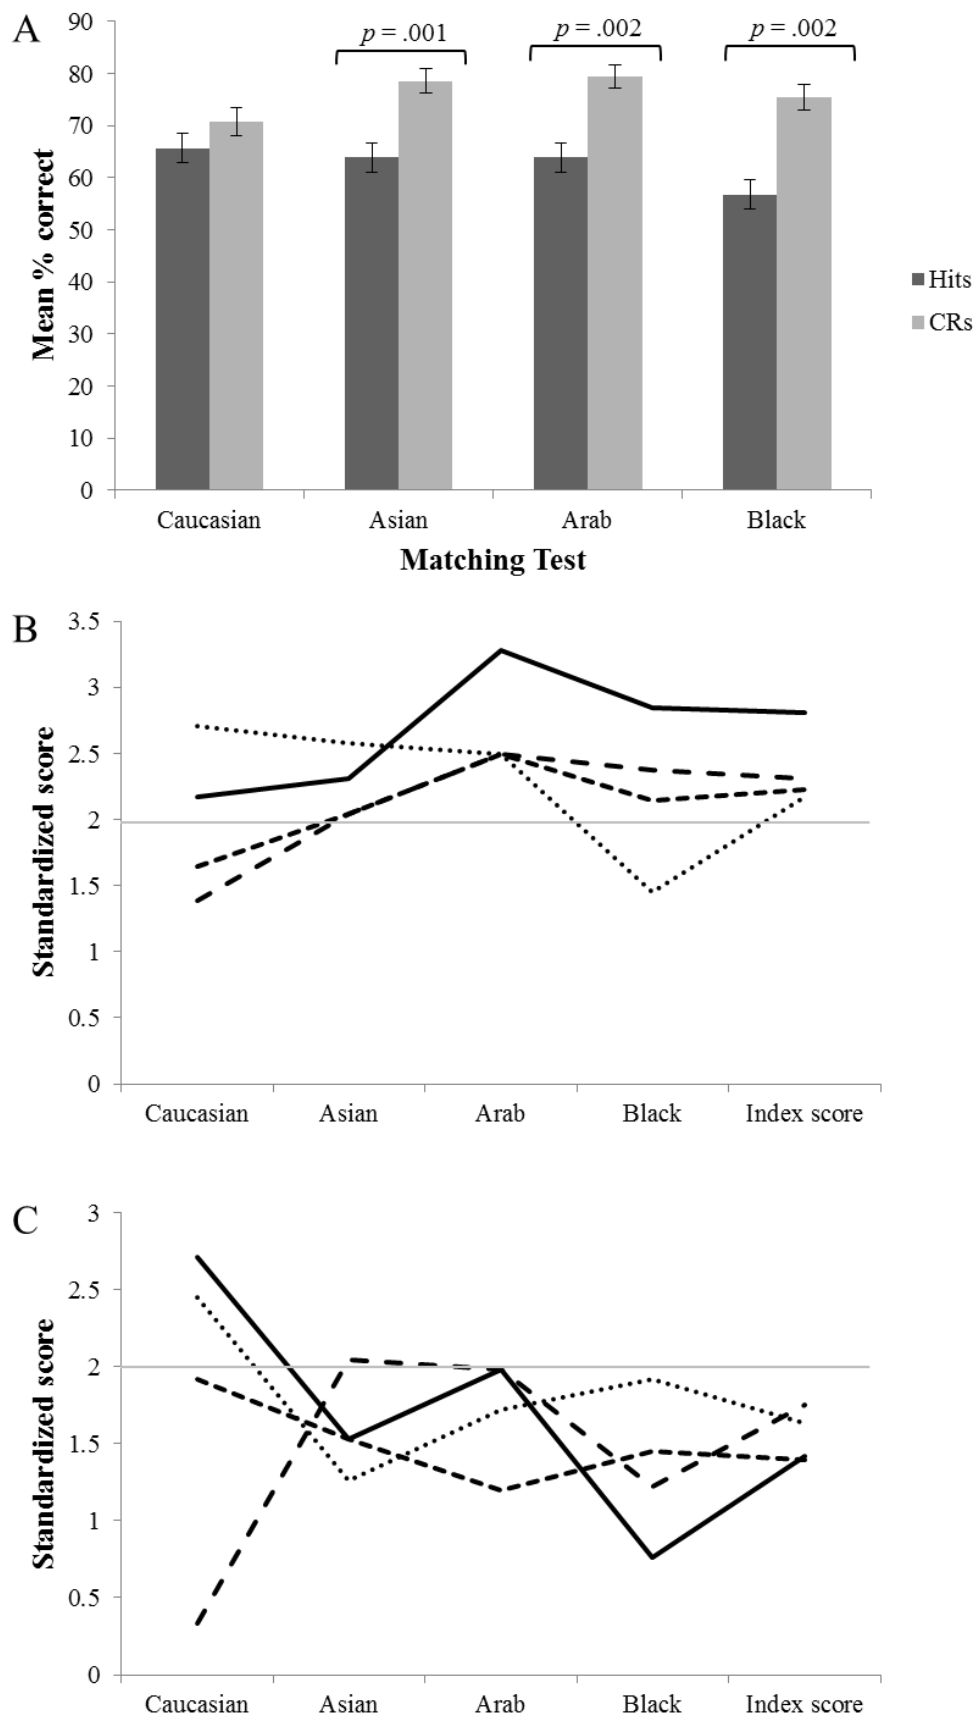 A
90
80
70
60
50
40
30
20
10
0
Mean % correct
p = .001
p = .002
p = .002
Hits
CRs
Caucasian Asian Arab Black
Matching Test
B
3.5
3
2.5
2
1.5
1
0.5
0
Standardized score
Caucasian Asian Arab Black Index score
C
3
2.5
2
1.5
1
0.5
0
Standardized score
Caucasian Asian Arab Black Index score